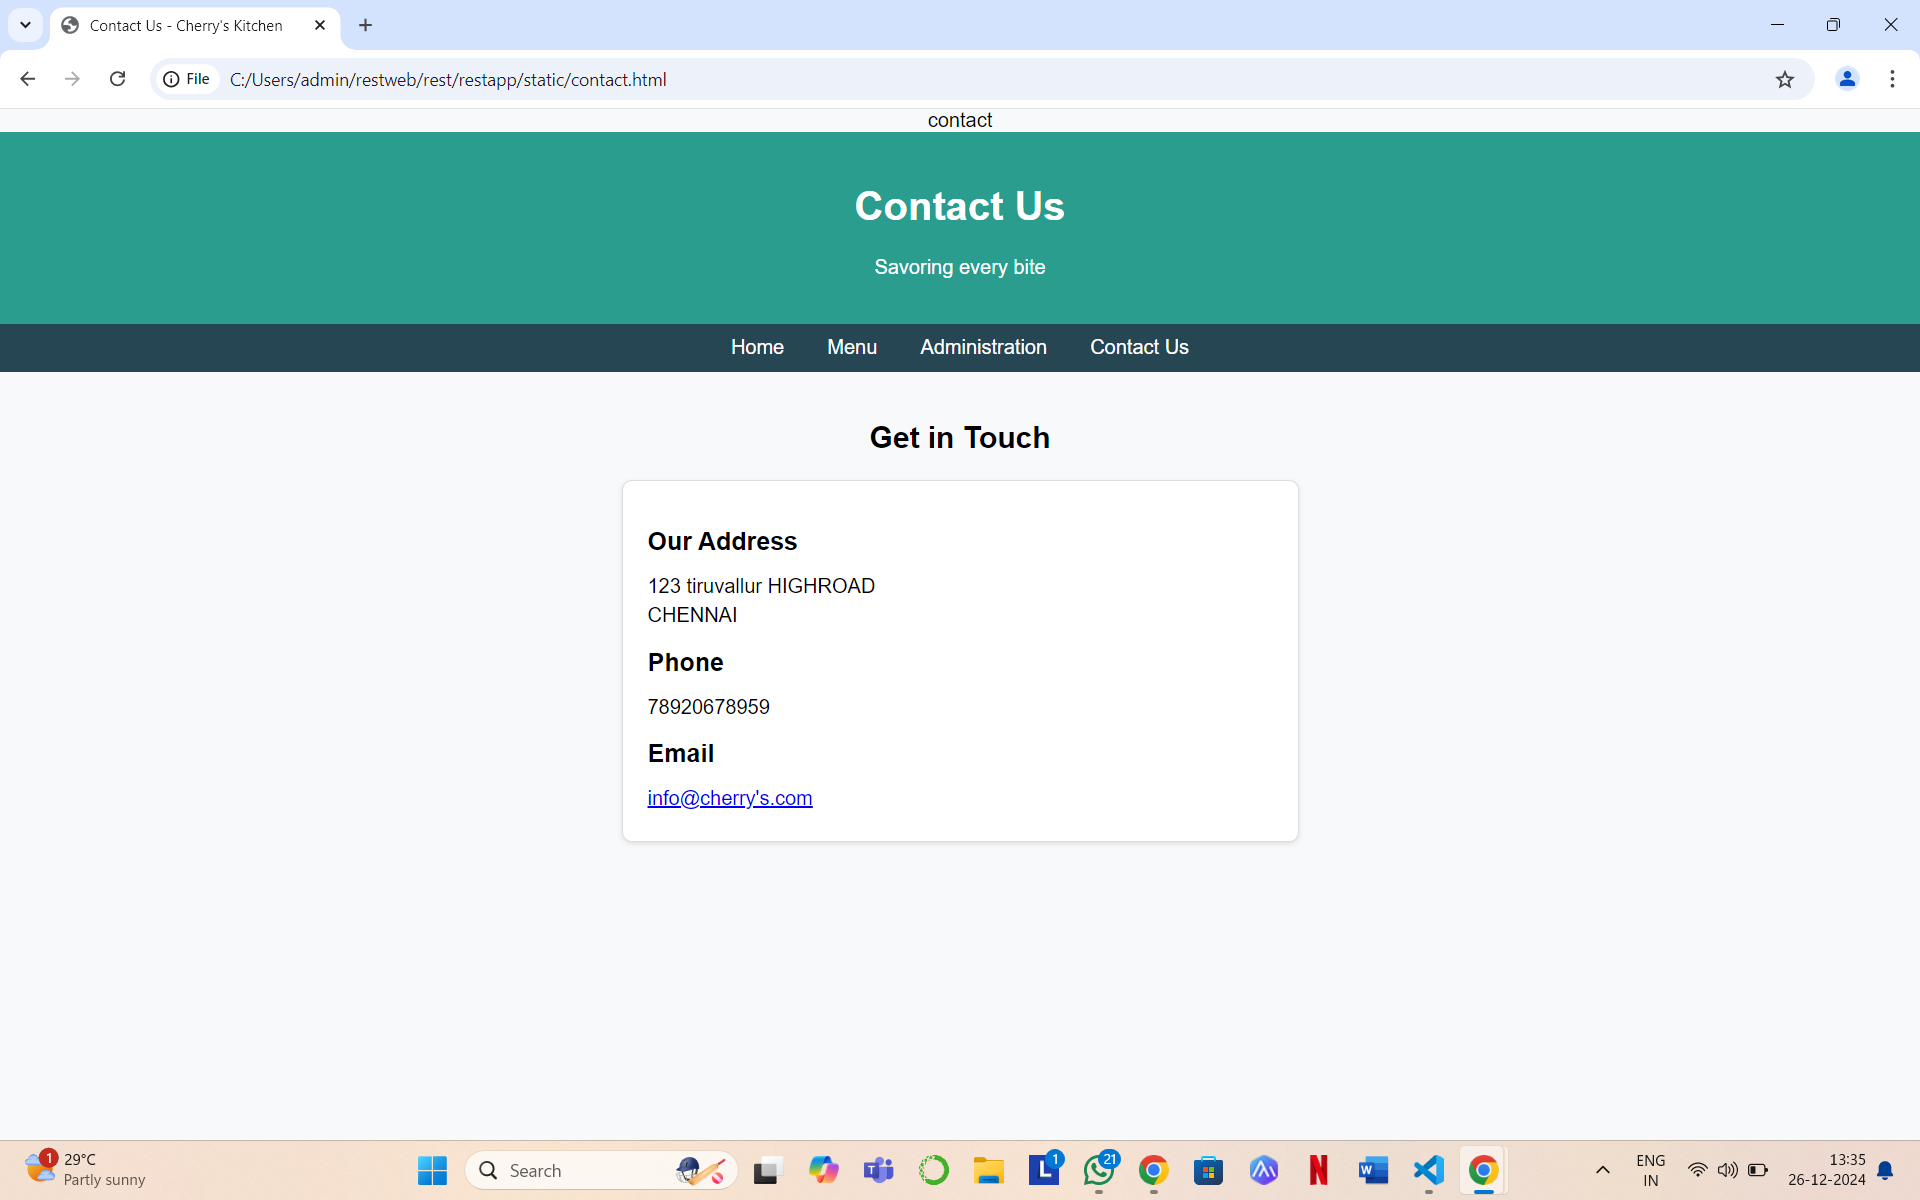 Contact Us - Cherry's Kitchen
File C:/Users/admin/restweb/rest/restapp/static/contact.html
contact
Contact Us
Savoring every bite
Home Menu Administration Contact Us
Get in Touch
Our Address
123 tiruvallur HIGHROAD
CHENNAI
Phone
78920678959
Email
info@cherry's.com
1
29°C
Partly sunny
Search
T
L
1
21
N
W
ENG
IN
13:35
26-12-2024